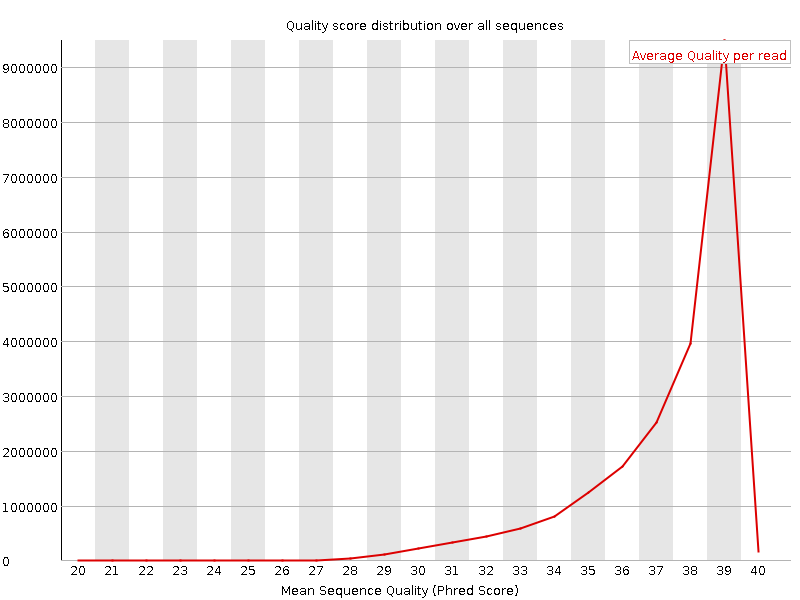 Quality score distribution over all sequences
Average Quality per read
9000000
8000000
7000000
6000000
5000000
4000000
3000000
2000000
1000000
0
20 21 22 23 24 25 26 27 28 29 30 31 32 33 34 35 36 37 38 39 40
Mean Sequence Quality (Phred Score)